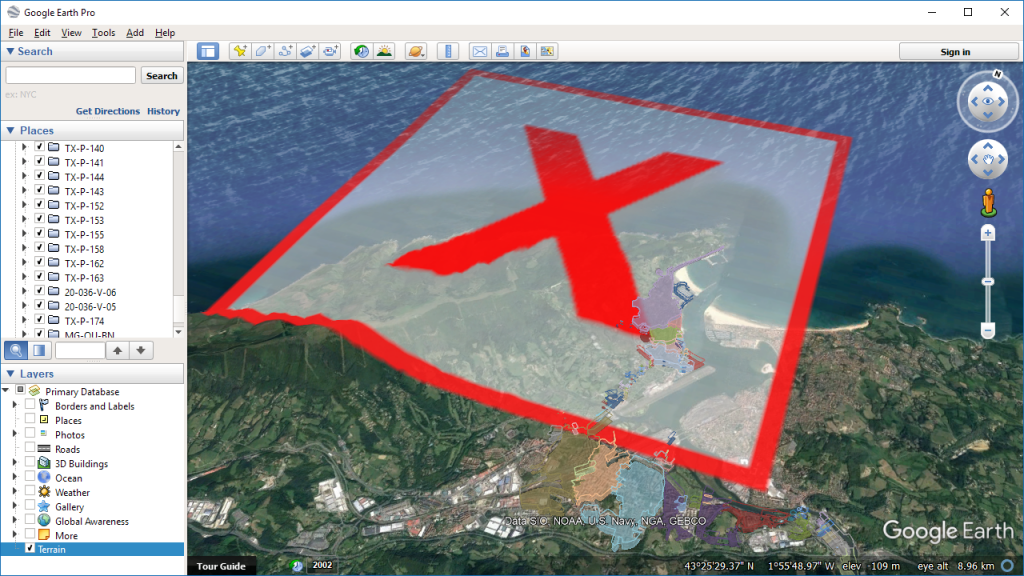 Google Earth Pro
File Edit View Tools Add Help
Search
Sign in
N
Search
ex: NYC
Get Directions History
Places
TX-P-140
TX-P-141
TX-P-144
TX-P-143
TX-P-152
TX-P-153
TX-P-155
TX-P-158
TX-P-162
TX-P-163
20-036-V-06
20-036-V-05
TX-P-174
MG-OU-BN
Layers
Primary Database
Borders and Labels
Places
Photos
Roads
3D Buildings
Ocean
Weather
Gallery
Global Awareness
More
Terrain
Data SIO, NOAA, U.S. Navy, NGA, GEBCO
Google Earth
Tour Guide
2002
43°25'29.37" N 1°55'48.97" W elev -109 m eye alt 8.96 km